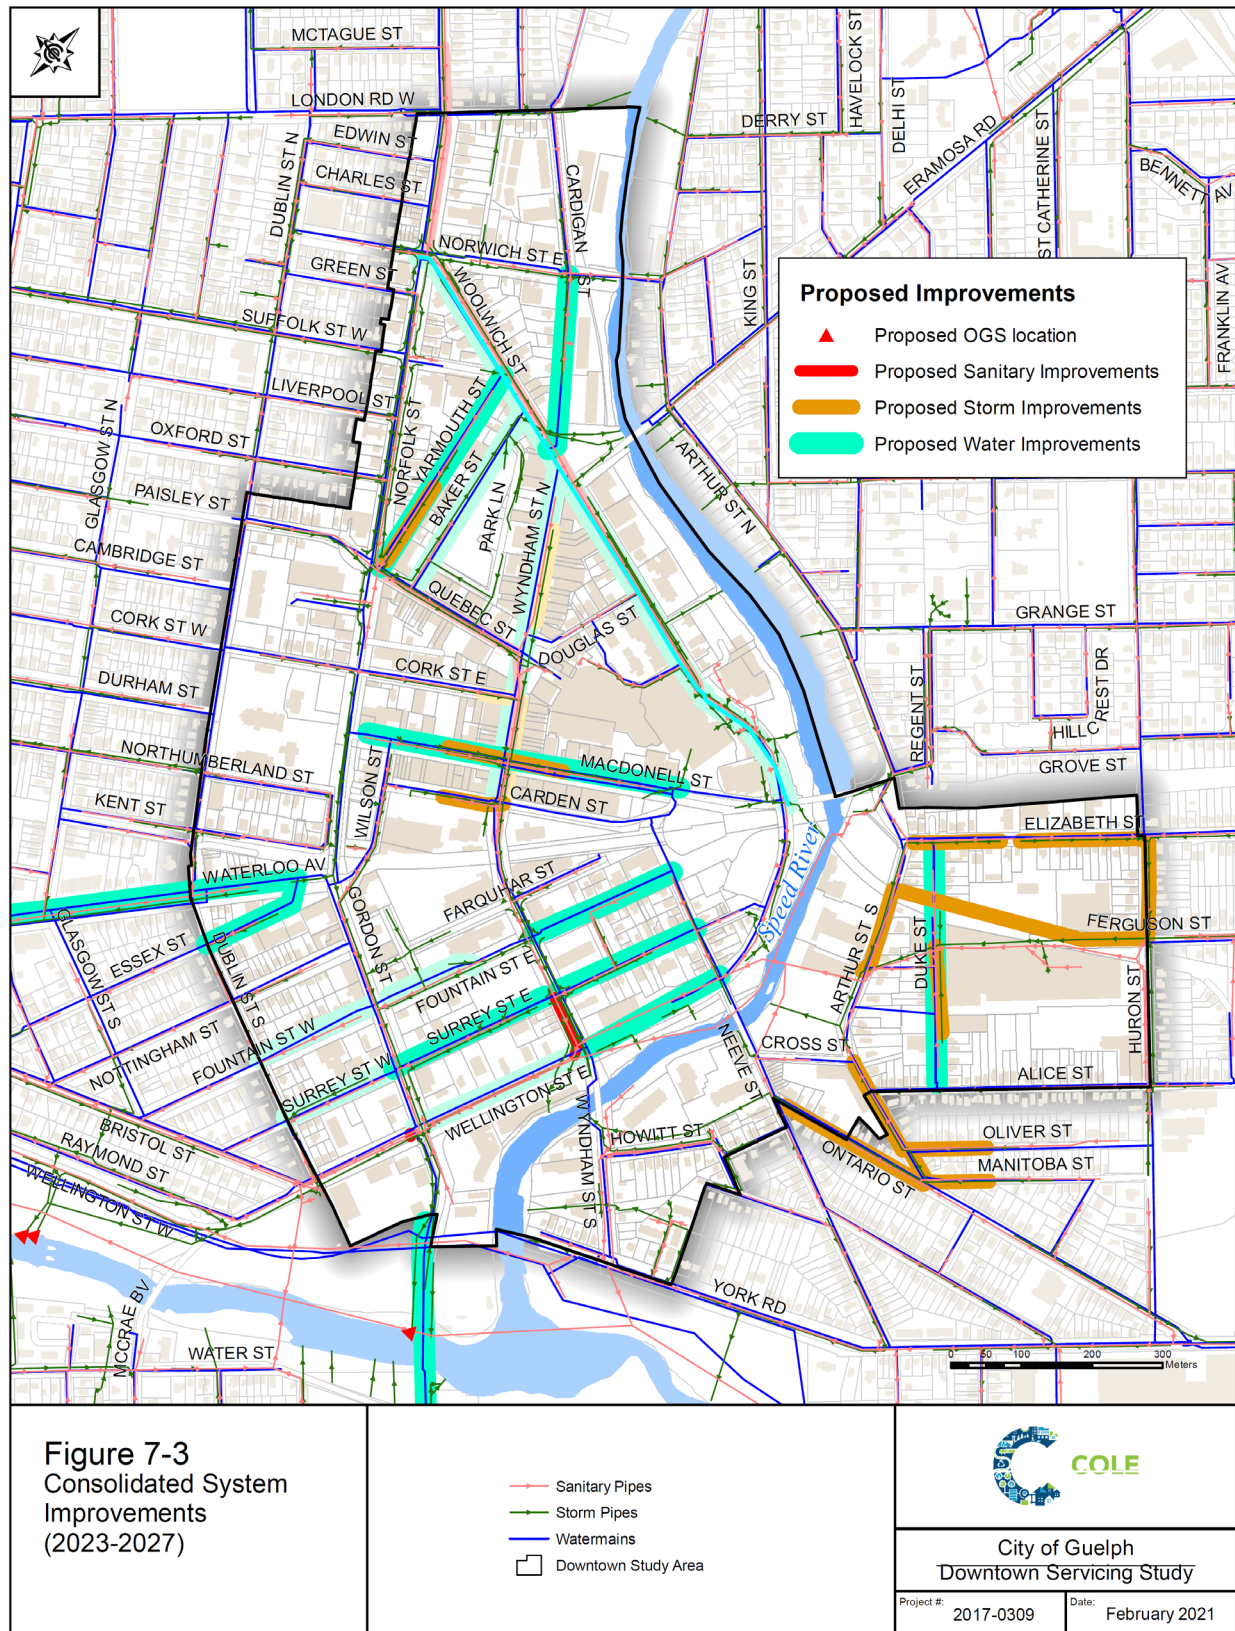 MCTAGUE ST
LONDON RD W
EDWIN ST
CHARLES ST
DUBLIN ST N
CARDIGAN ST
NORWICH ST E
GREEN ST
WOOLWICH ST
SUFFOLK ST W
LIVERPOOL ST
NORFOLK ST
YARMOUTH ST
BAKER ST
PARK LN
WYNDHAM ST N
OXFORD ST
GLASGOW ST N
PAISLEY ST
CAMBRIDGE ST
CORK ST W
QUEBEC ST
DOUGLAS ST
CORK ST E
DURHAM ST
NORTHUMBERLAND ST
KENT ST
WILSON ST
MACDONELL ST
CARDEN ST
WATERLOO AV
GORDON ST
FARQUHAR ST
GLASGOW ST S
ESSEX ST
DUBLIN ST S
NOTTINGHAM ST
FOUNTAIN ST W
FOUNTAIN ST E
SURREY ST E
SURREY ST W
WELLINGTON ST E
BRISTOL ST
RAYMOND ST
WELLINGTON ST W
MCCRAE BV
WATER ST
WYNDHAM ST S
HOWITT ST
NEEVE ST
CROSS ST
YORK RD
ONTARIO ST
MANITOBA ST
OLIVER ST
ALICE ST
HURON ST
FERGUSON ST
DUKE ST
ARTHUR ST S
ELIZABETH ST
Speed River
GROVE ST
HILLCREST DR
REGENT ST
GRANGE ST
ARTHUR ST N
KING ST
DERRY ST
HAVELOCK ST
DELHI ST
ERAMOSA RD
ST CATHERINE ST
BENNETT AV
FRANKLIN AV
Proposed Improvements
Proposed OGS location
Proposed Sanitary Improvements
Proposed Storm Improvements
Proposed Water Improvements
0 50 100 200 300
Meters
Figure 7-3
Consolidated System
Improvements
(2023-2027)
Sanitary Pipes
Storm Pipes
Watermains
Downtown Study Area
COLE
City of Guelph
Downtown Servicing Study
Project #: 2017-0309
Date: February 2021